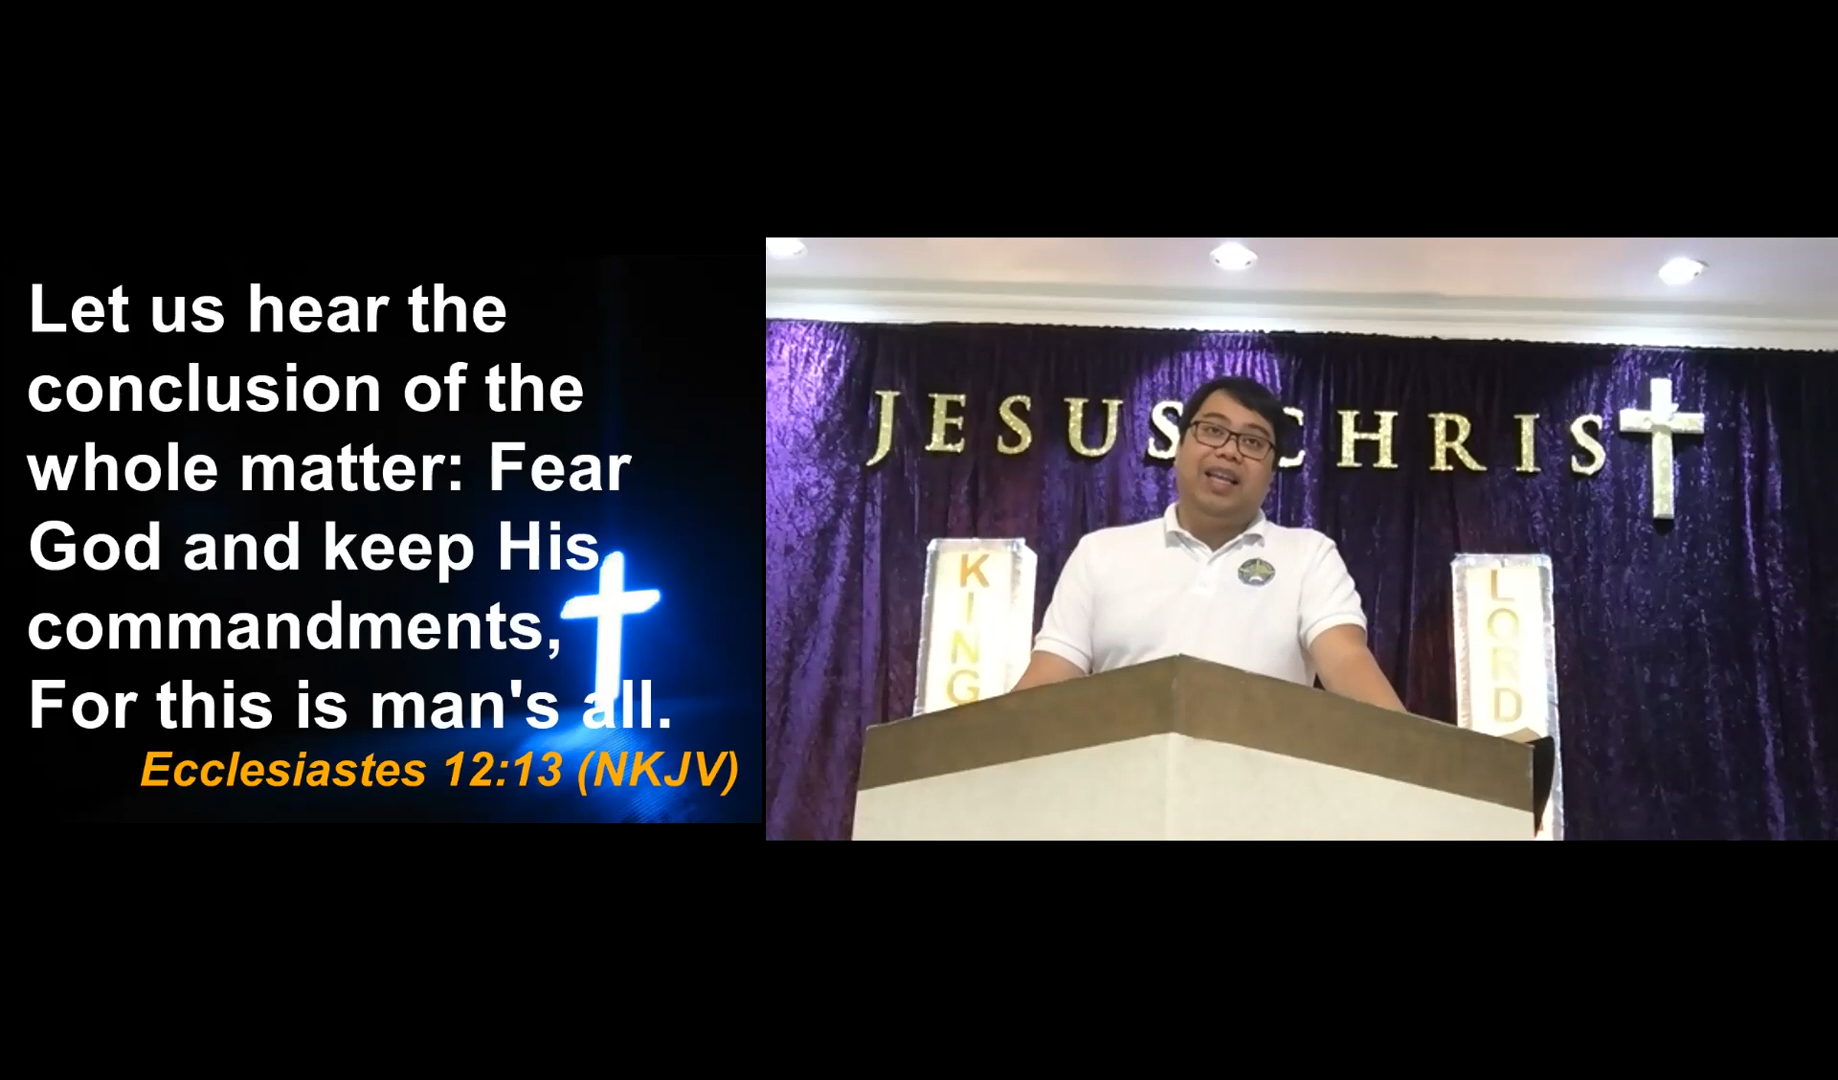 Let us hear the
conclusion of the
whole matter: Fear
God and keep His
commandments,
For this is man's all.
Ecclesiastes 12:13 (NKJV)
JESUS CHRIST
KING
LORD